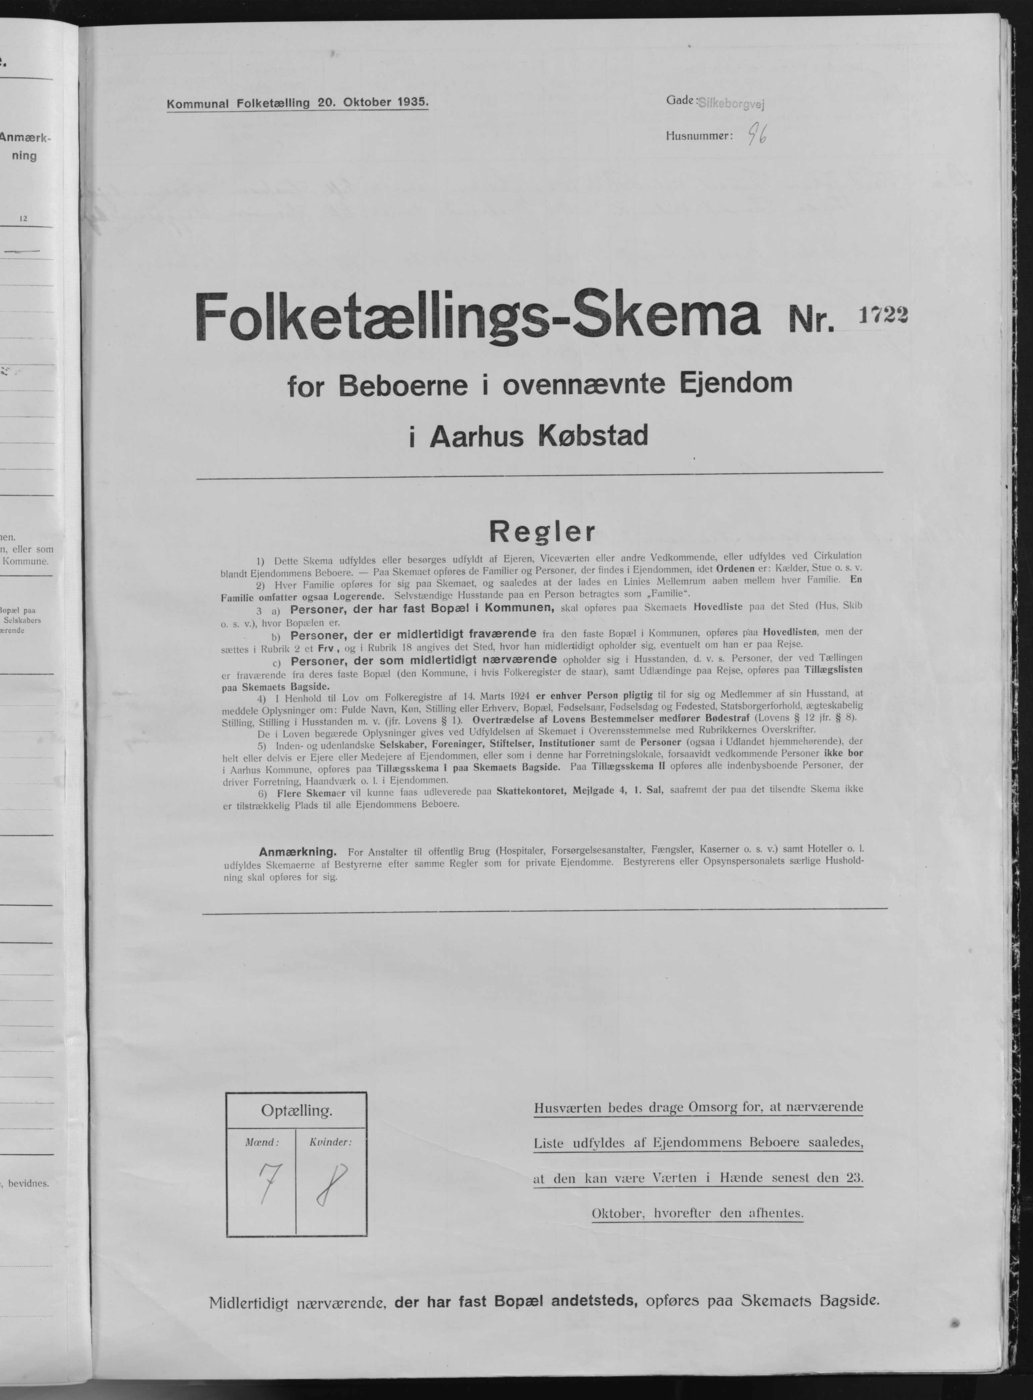 e.
Anmærk-
ning
12
nen.
n, eller som
Kommune.
Bopæl paa
Selskabers
ærende
, bevidnes.
Kommunal Folketælling 20. Oktober 1935.
Gade: Silkeborgvej
Husnummer: 96
Folketællings-Skema Nr. 1722
for Beboerne i ovennævnte Ejendom
i Aarhus Købstad
Regler
1) Dette Skema udfyldes eller besørges udfyldt af Ejeren, Viceværten eller andre Vedkommende, eller udfyldes ved Cirkulation
blandt Ejendommens Beboere. — Paa Skemaet opføres de Familier og Personer, der findes i Ejendommen, idet Ordenen er: Kælder, Stue o. s. v.
2) Hver Familie opføres for sig paa Skemaet, og saaledes at der lades en Linies Mellemrum aaben mellem hver Familie. En
Familie omfatter ogsaa Logerende. Selvstændige Husstande paa en Person betragtes som „Familie“.
3 a) Personer, der har fast Bopæl i Kommunen, skal opføres paa Skemaets Hovedliste paa det Sted (Hus, Skib
o. s. v.), hvor Bopælen er.
b) Personer, der er midlertidigt fraværende fra den faste Bopæl i Kommunen, opføres paa Hovedlisten, men der
sættes i Rubrik 2 et Frv., og i Rubrik 18 angives det Sted, hvor han midlertidigt opholder sig, eventuelt om han er paa Rejse.
c) Personer, der som midlertidigt nærværende opholder sig i Husstanden, d. v. s. Personer, der ved Tællingen
er fraværende fra deres faste Bopæl (den Kommune, i hvis Folkeregister de staar), samt Udlændinge paa Rejse, opføres paa Tillægslisten
paa Skemaets Bagside.
4) I Henhold til Lov om Folkeregistre af 14. Marts 1924 er enhver Person pligtig til for sig og Medlemmer af sin Husstand, at
meddele Oplysninger om: Fulde Navn, Køn, Stilling eller Erhverv, Bopæl, Fødselsaar, Fødselsdag og Fødested, Statsborgerforhold, ægteskabelig
Stilling, Stilling i Husstanden m. v. (jfr. Lovens § 1). Overtrædelse af Lovens Bestemmelser medfører Bødestraf (Lovens § 12 jfr. § 8).
De i Loven begærede Oplysninger gives ved Udfyldelsen af Skemaet i Overensstemmelse med Rubrikkernes Overskrifter.
5) Inden- og udenlandske Selskaber, Foreninger, Stiftelser, Institutioner samt de Personer (ogsaa i Udlandet hjemmehørende), der
helt eller delvis er Ejere eller Medejere af Ejendommen, eller som i denne har Forretningslokale, forsaavidt vedkommende Personer ikke bor
i Aarhus Kommune, opføres paa Tillægsskema I paa Skemaets Bagside. Paa Tillægsskema II opføres alle indenbysboende Personer, der
driver Forretning, Haandværk o. l. i Ejendommen.
6) Flere Skemaer vil kunne faas udleverede paa Skattekontoret, Mejlgade 4, 1. Sal, saafremt der paa det tilsendte Skema ikke
er tilstrækkelig Plads til alle Ejendommens Beboere.
Anmærkning. For Anstalter til offentlig Brug (Hospitaler, Forsørgelsesanstalter, Fængsler, Kaserner o. s. v.) samt Hoteller o. l.
udfyldes Skemaerne af Bestyrerne efter samme Regler som for private Ejendomme. Bestyrerens eller Opsynspersonalets særlige Hushold-
ning skal opføres for sig.
Optælling.
Mænd: Kvinder:
7 8
Husværten bedes drage Omsorg for, at nærværende
Liste udfyldes af Ejendommens Beboere saaledes,
at den kan være Værten i Hænde senest den 23.
Oktober, hvorefter den afhentes.
Midlertidigt nærværende, der har fast Bopæl andetsteds, opføres paa Skemaets Bagside.